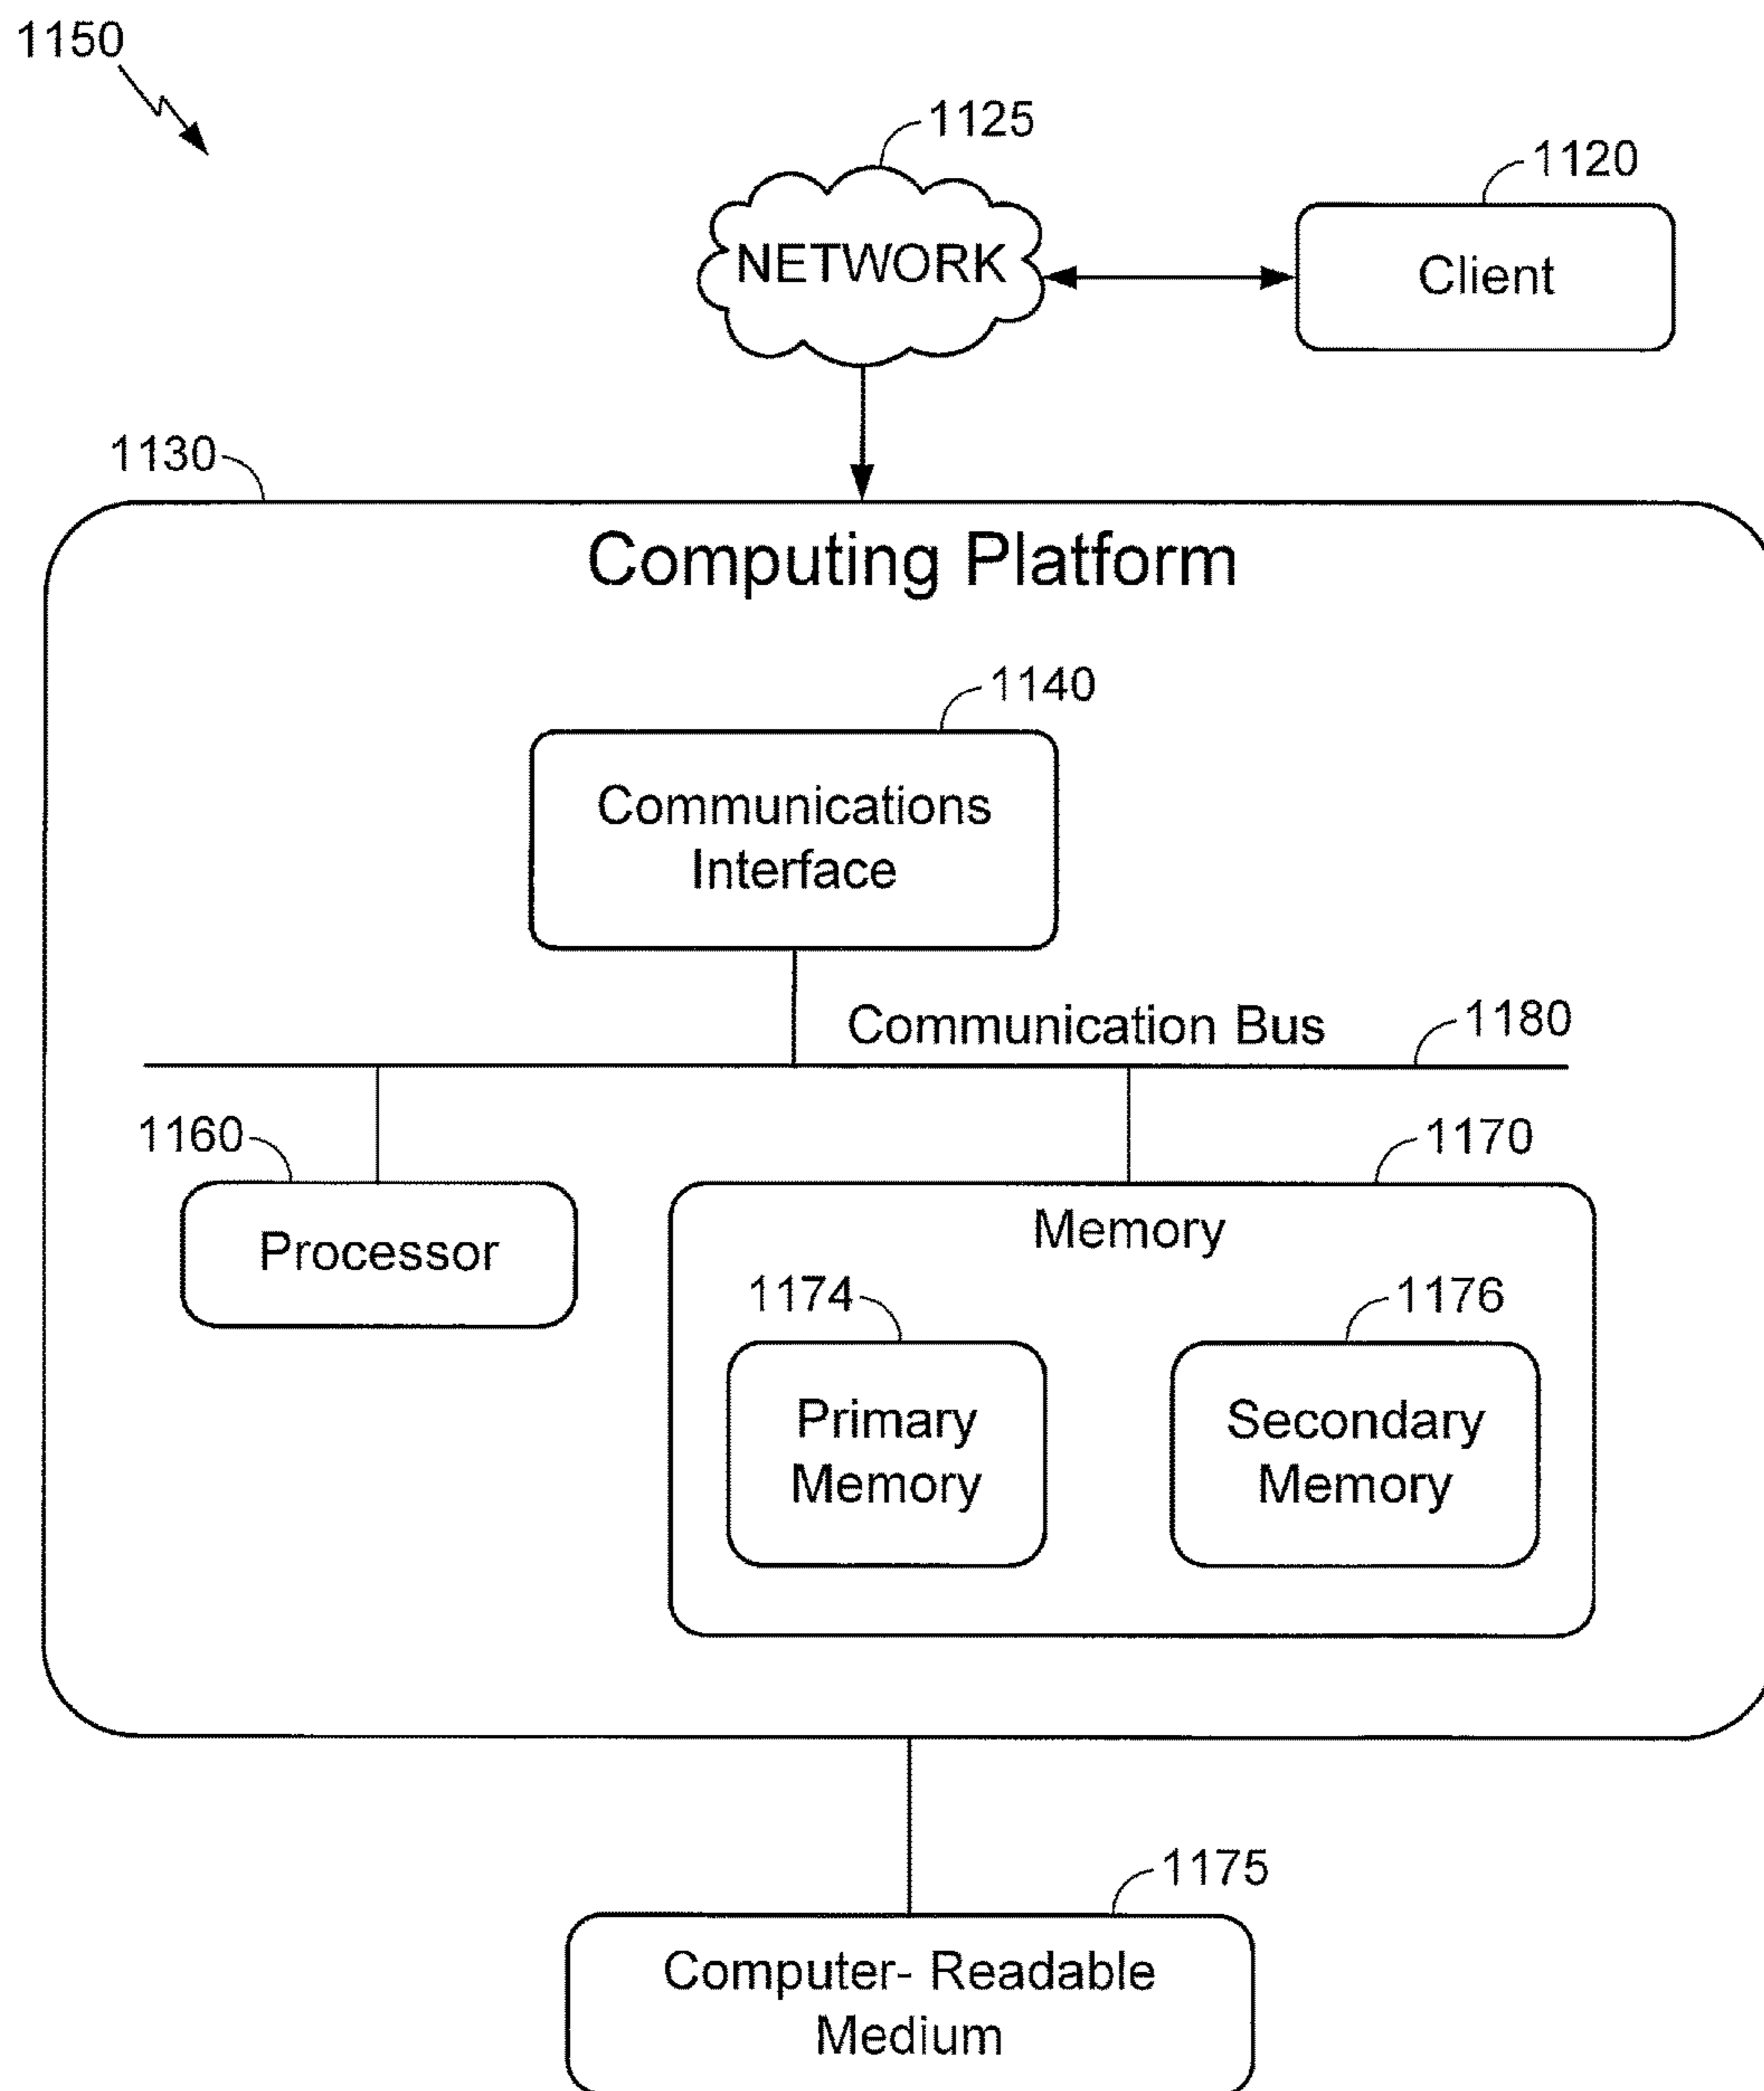 1150
1125
1120
NETWORK
Client
1130
Computing Platform
1140
Communications
Interface
Communication Bus
1180
1160
1170
Processor
Memory
1174
1176
Primary
Memory
Secondary
Memory
1175
Computer- Readable
Medium